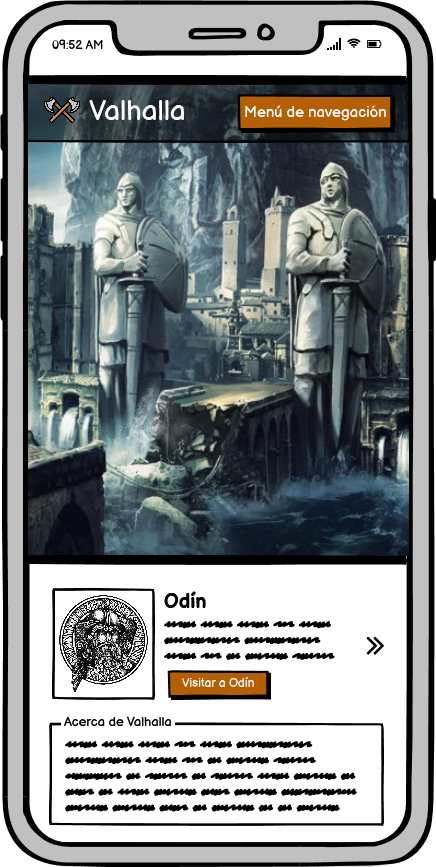 09:52 AM
Valhalla
Menú de navegación
Odín
Visitar a Odín
Acerca de Valhalla